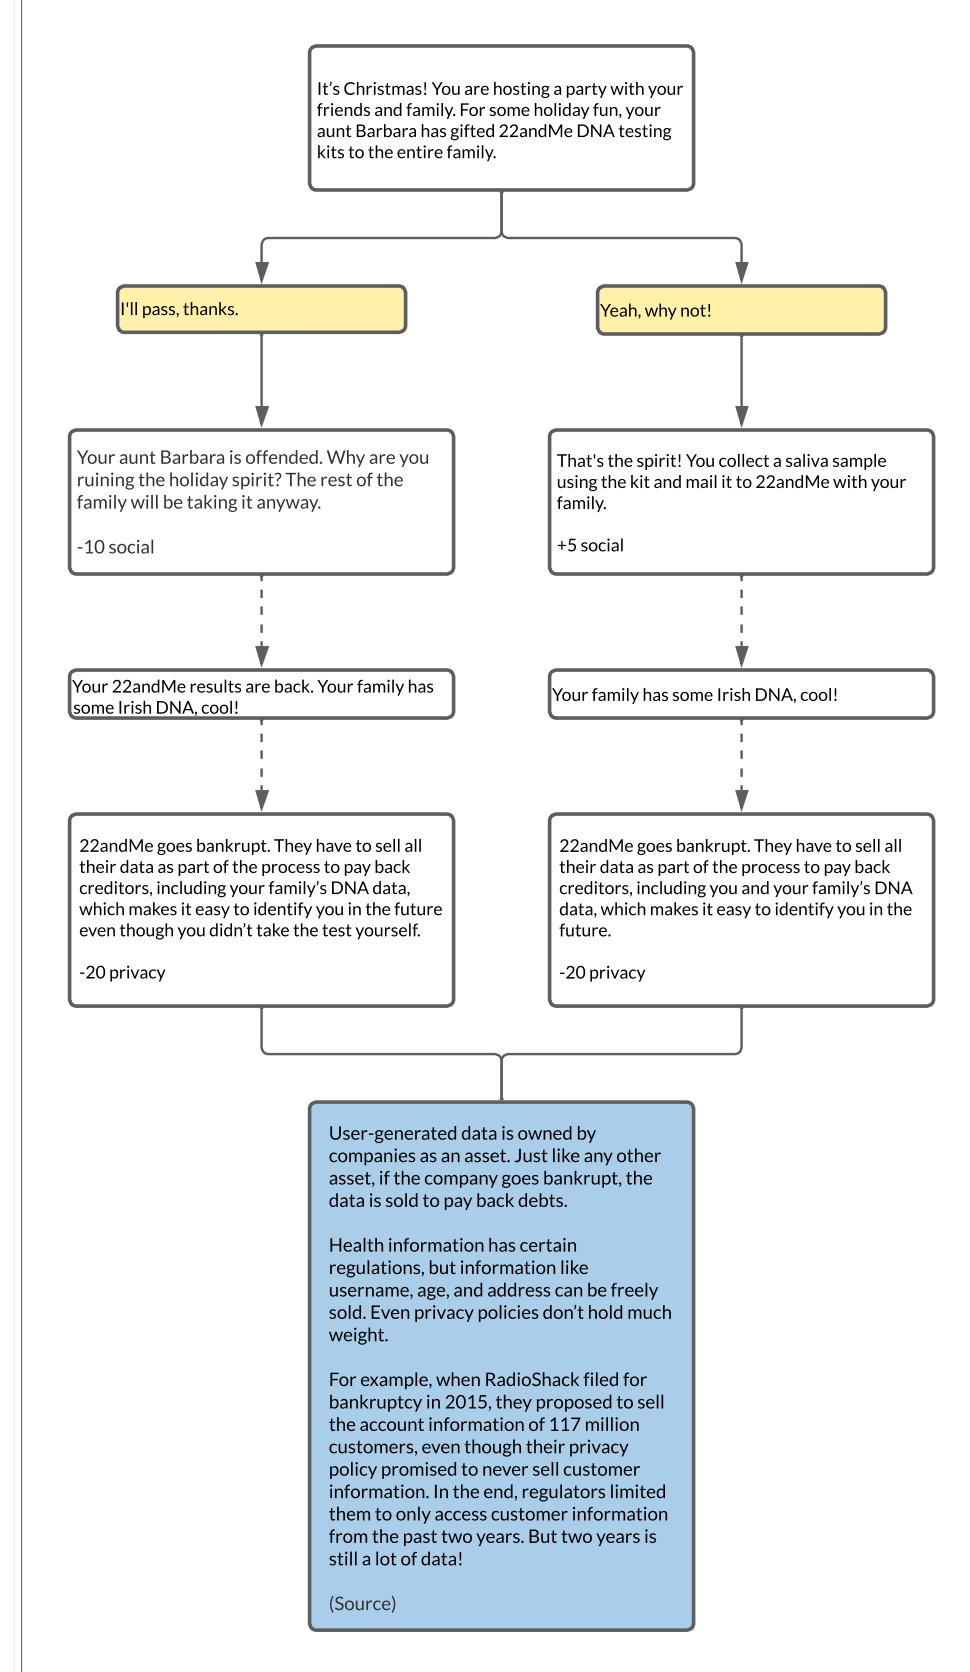 It’s Christmas! You are hosting a party with your
friends and family. For some holiday fun, your
aunt Barbara has gifted 22andMe DNA testing
kits to the entire family.
I'll pass, thanks.
Yeah, why not!
Your aunt Barbara is offended. Why are you
ruining the holiday spirit? The rest of the
family will be taking it anyway.
-10 social
That's the spirit! You collect a saliva sample
using the kit and mail it to 22andMe with your
family.
+5 social
Your 22andMe results are back. Your family has
some Irish DNA, cool!
Your family has some Irish DNA, cool!
22andMe goes bankrupt. They have to sell all
their data as part of the process to pay back
creditors, including your family’s DNA data,
which makes it easy to identify you in the future
even though you didn’t take the test yourself.
-20 privacy
22andMe goes bankrupt. They have to sell all
their data as part of the process to pay back
creditors, including you and your family’s DNA
data, which makes it easy to identify you in the
future.
-20 privacy
User-generated data is owned by
companies as an asset. Just like any other
asset, if the company goes bankrupt, the
data is sold to pay back debts.
Health information has certain
regulations, but information like
username, age, and address can be freely
sold. Even privacy policies don’t hold much
weight.
For example, when RadioShack filed for
bankruptcy in 2015, they proposed to sell
the account information of 117 million
customers, even though their privacy
policy promised to never sell customer
information. In the end, regulators limited
them to only access customer information
from the past two years. But two years is
still a lot of data!
(Source)